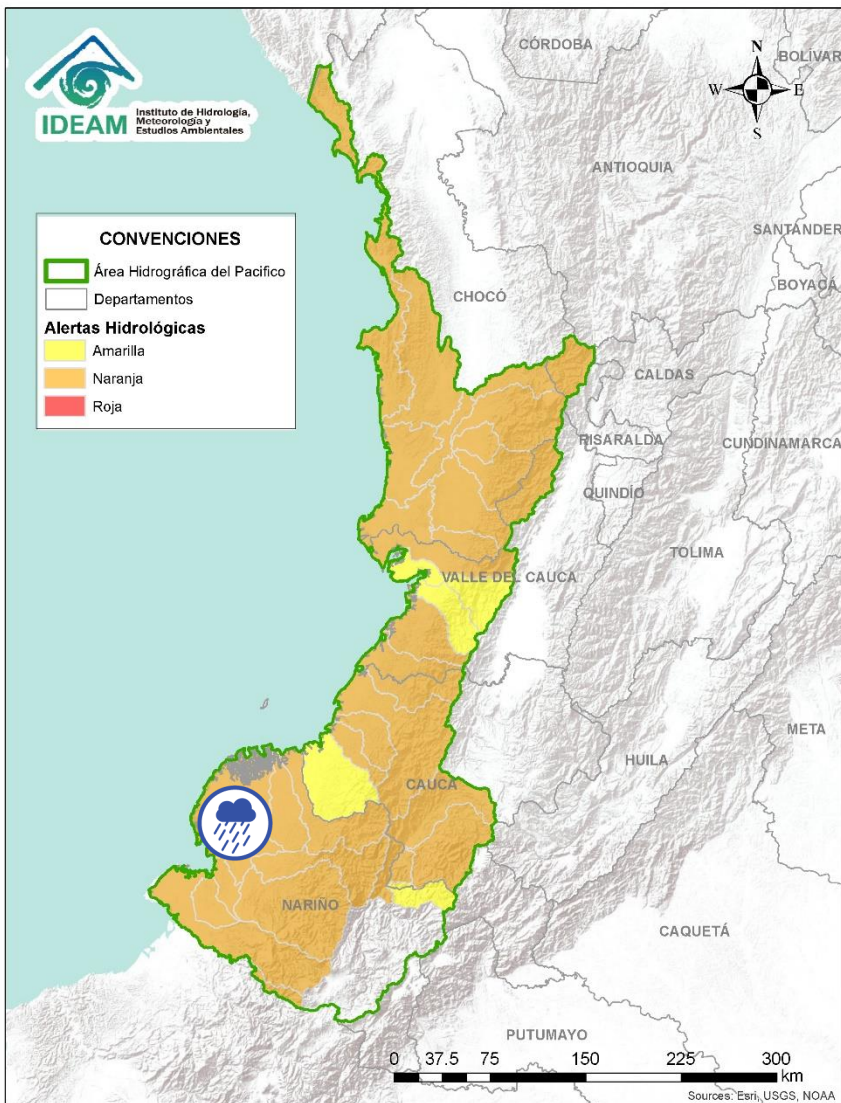 IDEAM
Instituto de Hidrología,
Meteorología y
Estudios Ambientales
CÓRDOBA
BOLÍVAR
N
W
E
S
ANTIOQUIA
SANTANDER
BOYACÁ
CONVENCIONES
Área Hidrográfica del Pacifico
Departamentos
Alertas Hidrológicas
Amarilla
Naranja
Roja
CHOCÓ
CALDAS
RISARALDA
CUNDINAMARCA
QUINDÍO
TOLIMA
VALLE DEL CAUCA
META
HUILA
CAUCA
NARIÑO
CAQUETÁ
PUTUMAYO
0 37.5 75 150 225 300
km
Sources: Esri, USGS, NOAA